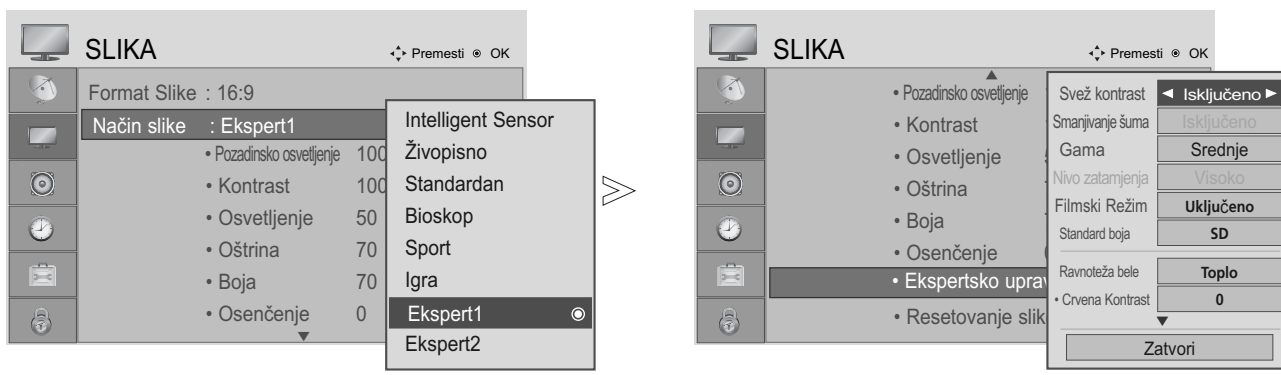 SLIKA
Premesti OK
Format Slike : 16:9
Način slike : Ekspert1
• Pozadinsko osvetljenje 100
• Kontrast 100
• Osvetljenje 50
• Oštrina 70
• Boja 70
• Osenčenje 0
Intelligent Sensor
Živopisno
Standardan
Bioskop
Sport
Igra
Ekspert1
Ekspert2
SLIKA
Premesti OK
• Pozadinsko osvetljenje
• Kontrast
• Osvetljenje
• Oštrina
• Boja
• Osenčenje
• Ekspertsko uprav
• Resetovanje slik
Svež kontrast ◄ Isključeno ►
Smanjivanje šuma Isključeno
Gama Srednje
Nivo zatamjenja Visoko
Filmski Režim Uključeno
Standard boja SD
Ravnoteža bele Toplo
• Crvena Kontrast 0
Zatvori